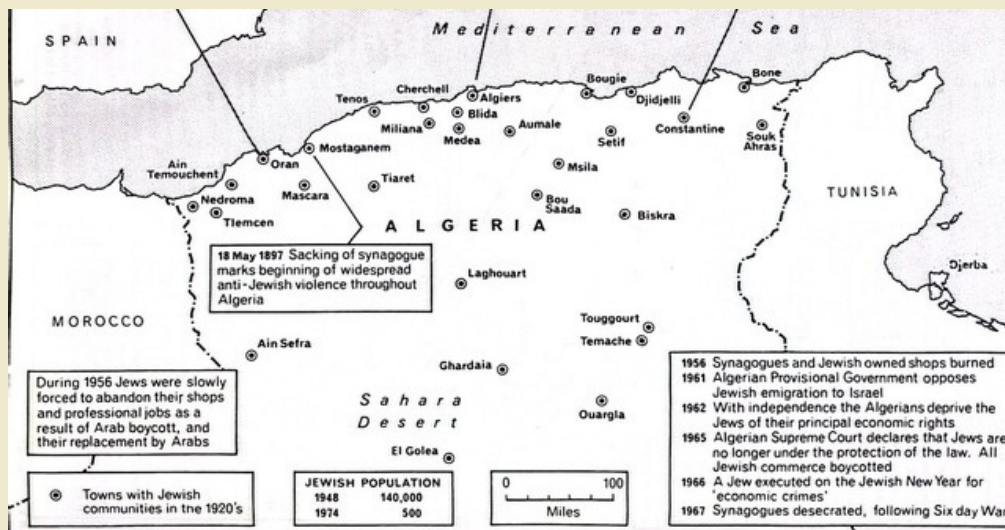 SPAIN
Mediterranean Sea
Bougie
Bone
Cherchell
Algiers
Djidjelli
Tenos
Blida
Miliana
Medea
Aumale
Setif
Constantine
Souk
Ahras
Mostaganem
Oran
Msila
Ain
Temouchent
Tiaret
TUNISIA
Nedroma
Mascara
Bou
Saada
Tlemcen
Biskra
ALGERIA
18 May 1897 Sacking of synagogue
marks beginning of widespread
anti-Jewish violence throughout
Algeria
Laghouart
Djerba
MOROCCO
Touggourt
Temache
Ain Sefra
Ghardaia
During 1956 Jews were slowly
forced to abandon their shops
and professional jobs as a
result of Arab boycott, and
their replacement by Arabs
Sahara
Desert
Ouargla
El Golea
1956 Synagogues and Jewish owned shops burned
1961 Algerian Provisional Government opposes
Jewish emigration to Israel
1962 With independence the Algerians deprive the
Jews of their principal economic rights
1965 Algerian Supreme Court declares that Jews are
no longer under the protection of the law. All
Jewish commerce boycotted
1966 A Jew executed on the Jewish New Year for
'economic crimes'
1967 Synagogues desecrated, following Six day Wa
Towns with Jewish
communities in the 1920's
JEWISH POPULATION
1948 140,000
1974 500
0 100
Miles